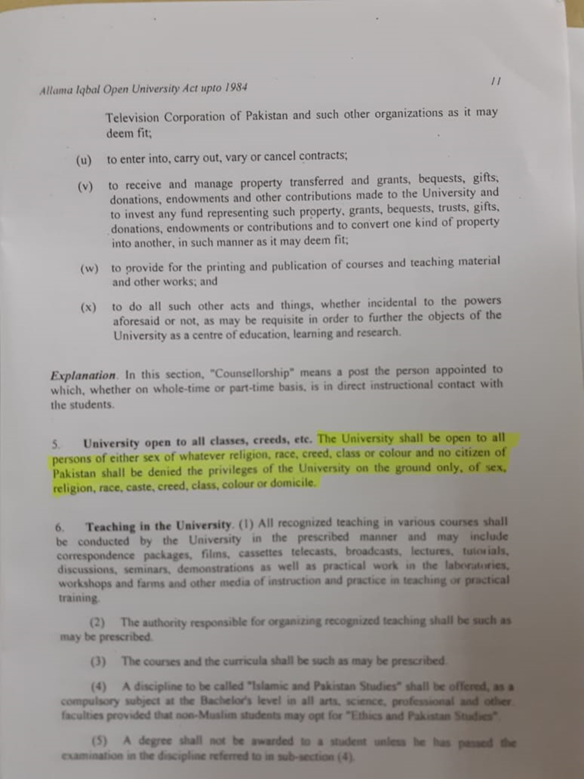 Allama Iqbal Open University Act upto 1984
11
Television Corporation of Pakistan and such other organizations as it may
deem fit;
(u) to enter into, carry out, vary or cancel contracts;
(v) to receive and manage property transferred and grants, bequests, gifts,
donations, endowments and other contributions made to the University and
to invest any fund representing such property, grants, bequests, trusts, gifts,
donations, endowments or contributions and to convert one kind of property
into another, in such manner as it may deem fit;
(w) to provide for the printing and publication of courses and teaching material
and other works; and
(x) to do all such other acts and things, whether incidental to the powers
aforesaid or not, as may be requisite in order to further the objects of the
University as a centre of education, learning and research.
Explanation. In this section, "Counsellorship" means a post the person appointed to
which, whether on whole-time or part-time basis, is in direct instructional contact with
the students.
5. University open to all classes, creeds, etc. The University shall be open to all
persons of either sex of whatever religion, race, creed, class or colour and no citizen of
Pakistan shall be denied the privileges of the University on the ground only, of sex,
religion, race, caste, creed, class, colour or domicile.
6. Teaching in the University. (1) All recognized teaching in various courses shall
be conducted by the University in the prescribed manner and may include
correspondence packages, films, cassettes telecasts, broadcasts, lectures, tutorials,
discussions, seminars, demonstrations as well as practical work in the laboratories,
workshops and farms and other media of instruction and practice in teaching or practical
training.
(2) The authority responsible for organizing recognized teaching shall be such as
may be prescribed.
(3) The courses and the curricula shall be such as may be prescribed.
(4) A discipline to be called "Islamic and Pakistan Studies" shall be offered, as a
compulsory subject at the Bachelor's level in all arts, science, professional and other
faculties provided that non-Muslim students may opt for "Ethics and Pakistan Studies".
(5) A degree shall not be awarded to a student unless he has passed the
examination in the discipline referred to in sub-section (4).